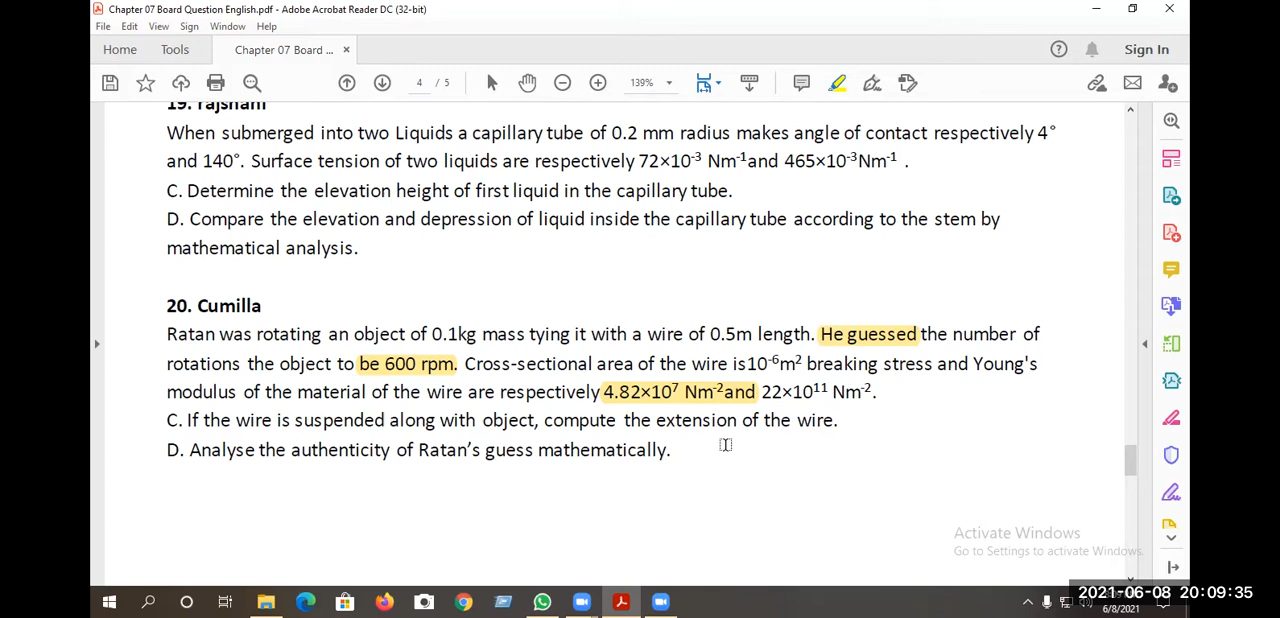 Chapter 07 Board Question English.pdf - Adobe Acrobat Reader DC (32-bit)
File Edit View Sign Window Help
Home Tools Chapter 07 Board ... × Sign In
4 / 5 139%
19. rajshahi
When submerged into two Liquids a capillary tube of 0.2 mm radius makes angle of contact respectively 4°
and 140°. Surface tension of two liquids are respectively 72×10⁻³ Nm⁻¹and 465×10⁻³Nm⁻¹ .
C. Determine the elevation height of first liquid in the capillary tube.
D. Compare the elevation and depression of liquid inside the capillary tube according to the stem by
mathematical analysis.
20. Cumilla
Ratan was rotating an object of 0.1kg mass tying it with a wire of 0.5m length. He guessed the number of
rotations the object to be 600 rpm. Cross-sectional area of the wire is10⁻⁶m² breaking stress and Young's
modulus of the material of the wire are respectively 4.82×10⁷ Nm⁻²and 22×10¹¹ Nm⁻².
C. If the wire is suspended along with object, compute the extension of the wire.
D. Analyse the authenticity of Ratan’s guess mathematically.
Activate Windows
Go to Settings to activate Windows.
2021-06-08 20:09:35
6/8/2021